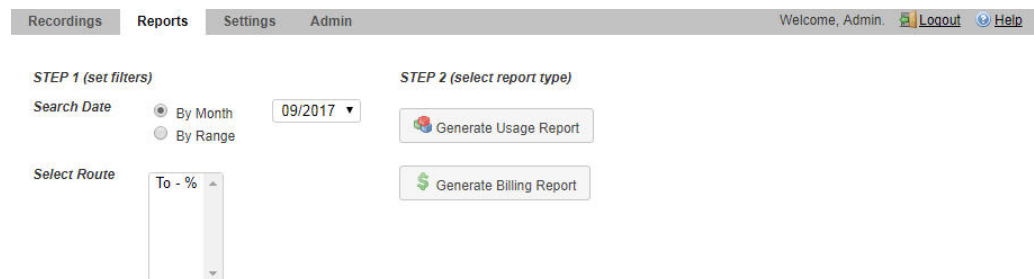 Recordings Reports Settings Admin Welcome, Admin. Logout Help
STEP 1 (set filters) STEP 2 (select report type)
Search Date By Month 09/2017
By Range
Generate Usage Report
Select Route To - %
Generate Billing Report